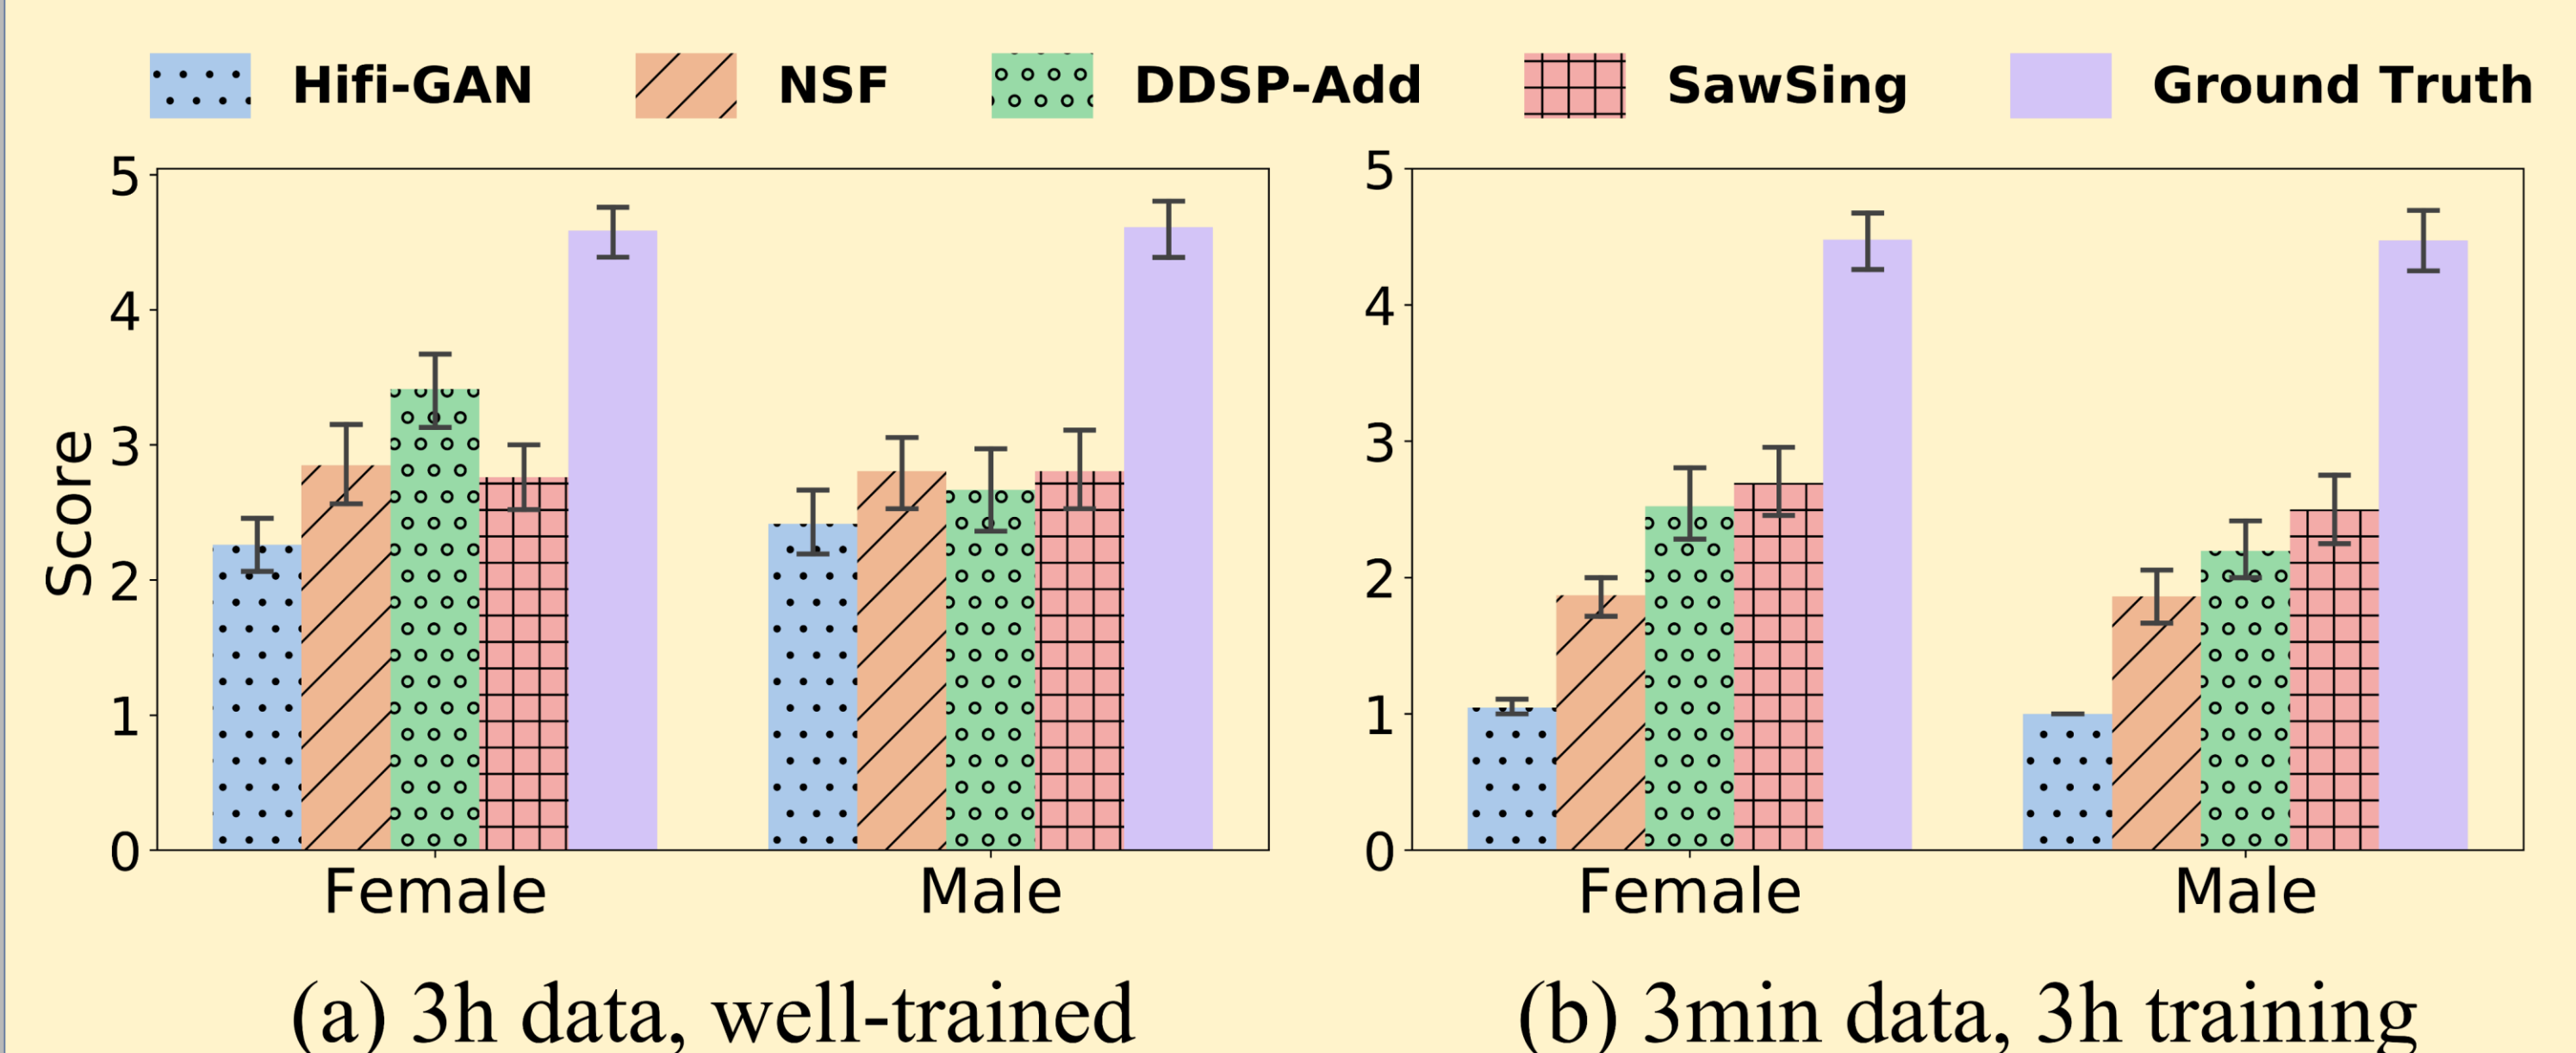 Hifi-GAN NSF DDSP-Add SawSing Ground Truth
Score
5
4
3
2
1
0
Female Male
(a) 3h data, well-trained
5
4
3
2
1
0
Female Male
(b) 3min data, 3h training